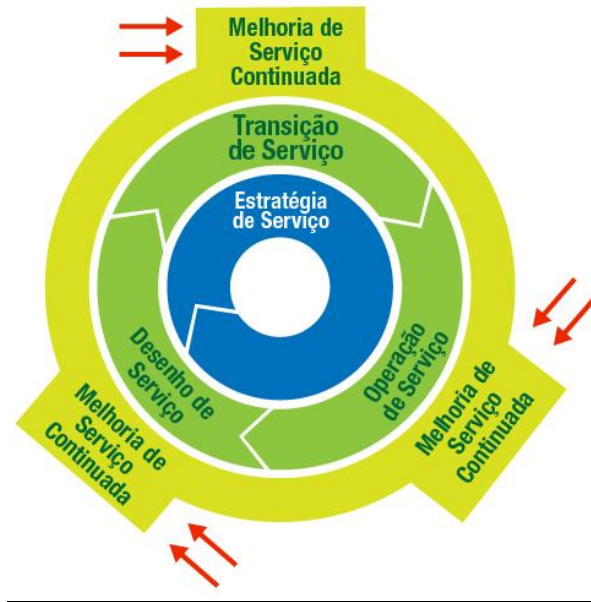 Melhoria de
Serviço
Continuada
Transição
de Serviço
Estratégia
de Serviço
Desenho de
Serviço
Operação
de Serviço
Melhoria de
Serviço
Continuada
Melhoria de
Serviço
Continuada